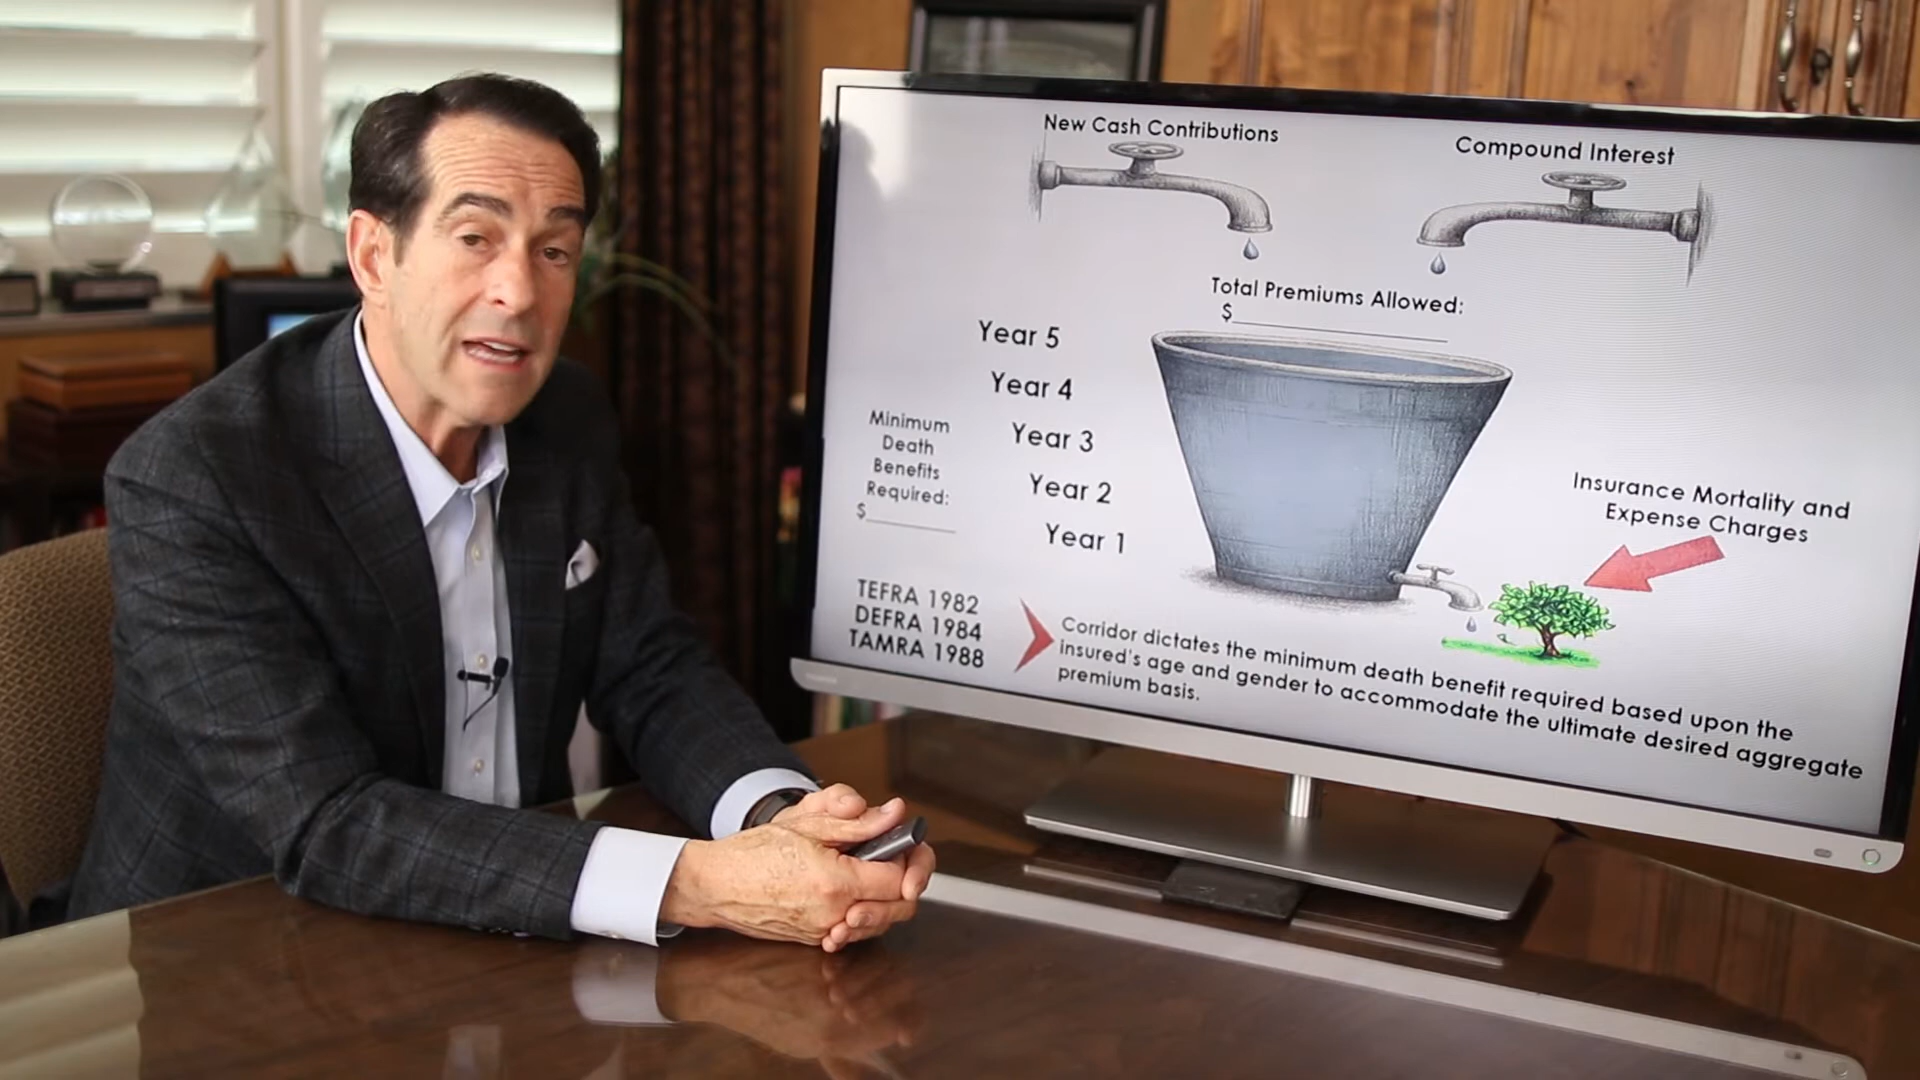 New Cash Contributions
Compound Interest
Total Premiums Allowed:
$
Year 5
Year 4
Year 3
Year 2
Year 1
Minimum
Death
Benefits
Required:
$
Insurance Mortality and
Expense Charges
TEFRA 1982
DEFRA 1984
TAMRA 1988
Corridor dictates the minimum death benefit required based upon the
insured's age and gender to accommodate the ultimate desired aggregate
premium basis.